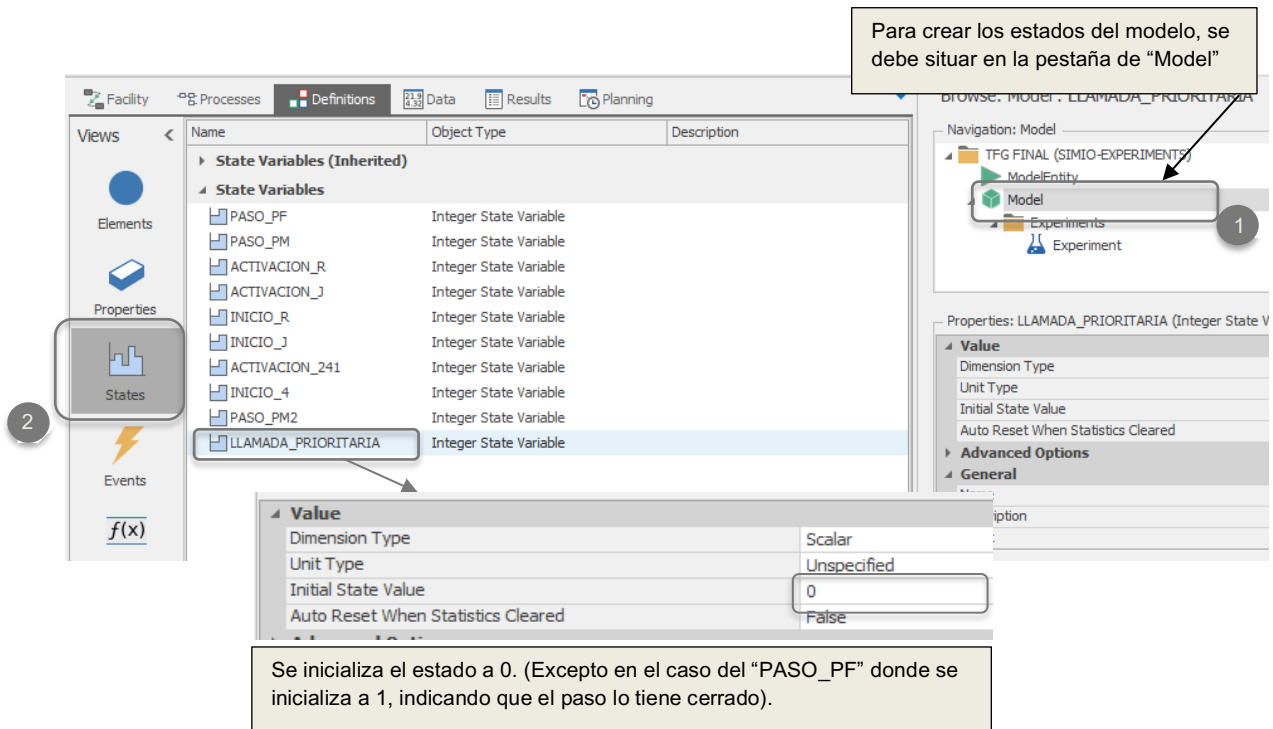 Para crear los estados del modelo, se
debe situar en la pestaña de “Model”
Facility
Processes
Definitions
Data
Results
Planning
Browse: Model : LLAMADA_PRIORITARIA
Views
Name
Object Type
Description
State Variables (Inherited)
State Variables
PASO_PF Integer State Variable
PASO_PM Integer State Variable
ACTIVACION_R Integer State Variable
ACTIVACION_J Integer State Variable
INICIO_R Integer State Variable
INICIO_J Integer State Variable
ACTIVACION_241 Integer State Variable
INICIO_4 Integer State Variable
PASO_PM2 Integer State Variable
LLAMADA_PRIORITARIA Integer State Variable
Elements
Properties
States
Events
f(x)
2
Navigation: Model
TFG FINAL (SIMIO-EXPERIMENTS)
ModelEntity
Model
Experiments
Experiment
1
Properties: LLAMADA_PRIORITARIA (Integer State V
Value
Dimension Type
Unit Type
Initial State Value
Auto Reset When Statistics Cleared
Advanced Options
General
Value
Dimension Type Scalar
Unit Type Unspecified
Initial State Value 0
Auto Reset When Statistics Cleared False
Se inicializa el estado a 0. (Excepto en el caso del “PASO_PF” donde se
inicializa a 1, indicando que el paso lo tiene cerrado).